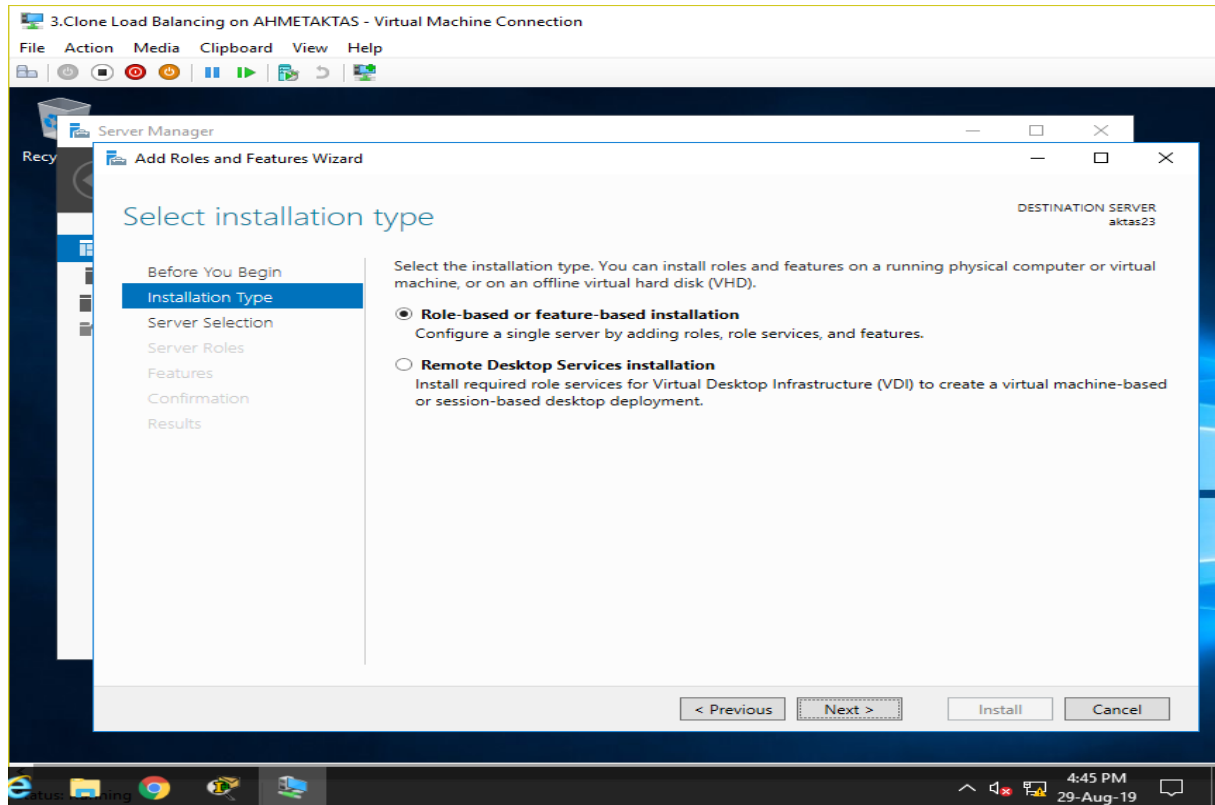 3.Clone Load Balancing on AHMETAKTAS - Virtual Machine Connection
File Action Media Clipboard View Help
Server Manager
Recy
Add Roles and Features Wizard
Select installation type
DESTINATION SERVER
aktas23
Before You Begin
Installation Type
Server Selection
Server Roles
Features
Confirmation
Results
Select the installation type. You can install roles and features on a running physical computer or virtual
machine, or on an offline virtual hard disk (VHD).
Role-based or feature-based installation
Configure a single server by adding roles, role services, and features.
Remote Desktop Services installation
Install required role services for Virtual Desktop Infrastructure (VDI) to create a virtual machine-based
or session-based desktop deployment.
< Previous
Next >
Install
Cancel
4:45 PM
29-Aug-19